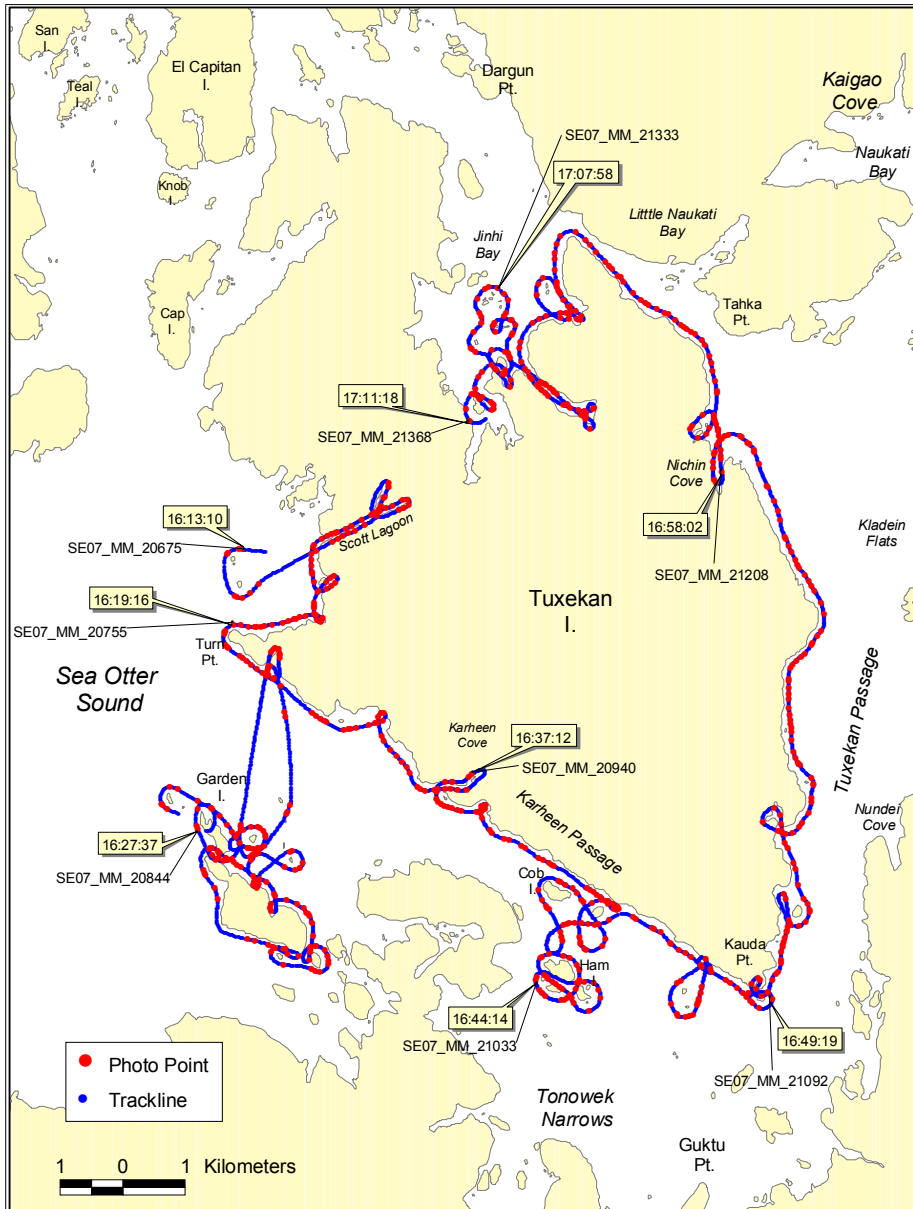 San
I.
El Capitan
I.
Teal
I.
Dargun
Pt.
Kaigao
Cove
SE07_MM_21333
Naukati
Bay
17:07:58
Knob
I.
Little Naukati
Bay
Jinhi
Bay
Cap
I.
Tahka
Pt.
17:11:18
SE07_MM_21368
Nichin
Cove
16:13:10
16:58:02
Scott Lagoon
Kladein
Flats
SE07_MM_20675
SE07_MM_21208
16:19:16
Tuxekan
I.
SE07_MM_20755
Turn
Pt.
Sea Otter
Sound
Tuxekan Passage
Karheen
Cove
16:37:12
SE07_MM_20940
Garden
I.
Nundei
Cove
Karheen Passage
16:27:37
SE07_MM_20844
Cob
I.
Kauda
Pt.
Ham
I.
16:44:14
16:49:19
SE07_MM_21033
SE07_MM_21092
Photo Point
Trackline
Tonowek
Narrows
Guktu
Pt.
1 0 1 Kilometers